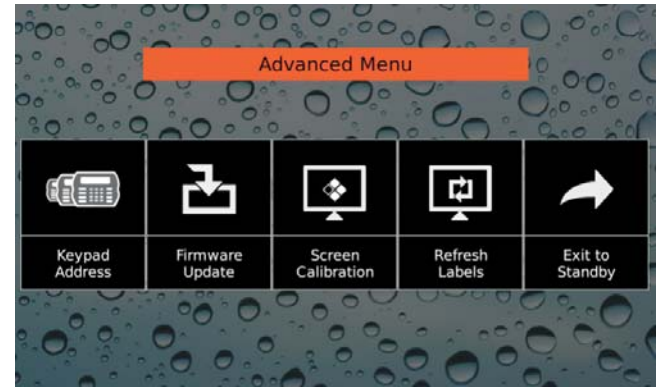 Advanced Menu
Keypad
Address
Firmware
Update
Screen
Calibration
Refresh
Labels
Exit to
Standby